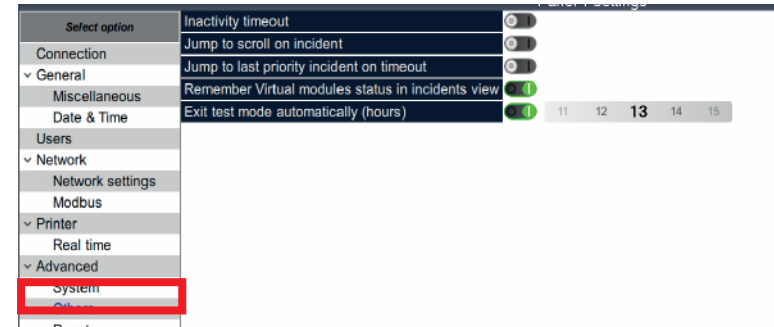 Select option
Connection
General
Miscellaneous
Date & Time
Users
Network
Network settings
Modbus
Printer
Real time
Advanced
System
Others
Inactivity timeout
Jump to scroll on incident
Jump to last priority incident on timeout
Remember Virtual modules status in incidents view
Exit test mode automatically (hours)
11 12 13 14 15